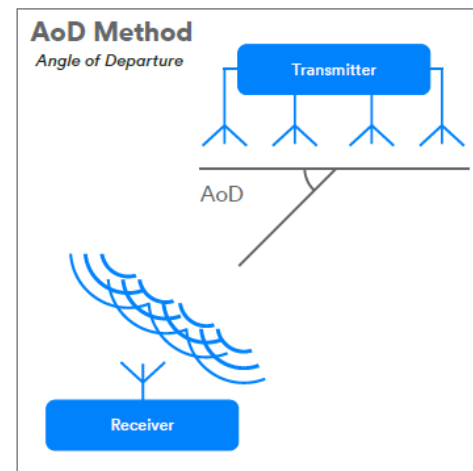 AoD Method
Angle of Departure
Transmitter
AoD
Receiver